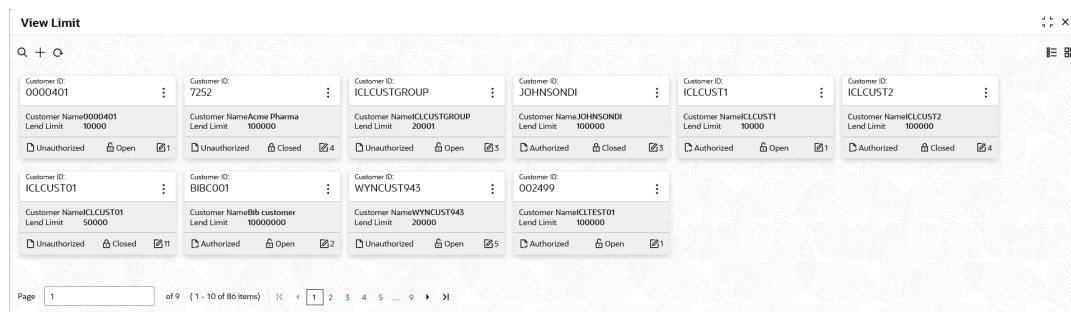 View Limit
Customer ID:
0000401
Customer Name0000401
Lend Limit 10000
Unauthorized Open 1
Customer ID:
7252
Customer NameAcme Pharma
Lend Limit 100000
Unauthorized Closed 4
Customer ID:
ICLCUSTGROUP
Customer NameICLCUSTGROUP
Lend Limit 20001
Unauthorized Open 3
Customer ID:
JOHNSONDI
Customer NameJOHNSONDI
Lend Limit 100000
Authorized Closed 3
Customer ID:
ICLCUST1
Customer NameICLCUST1
Lend Limit 10000
Authorized Open 1
Customer ID:
ICLCUST2
Customer NameICLCUST2
Lend Limit 100000
Authorized Closed 4
Customer ID:
ICLCUST01
Customer NameICLCUST01
Lend Limit 50000
Unauthorized Closed 11
Customer ID:
BIBC001
Customer NameBib customer
Lend Limit 10000000
Authorized Open 2
Customer ID:
WYNCUST943
Customer NameWYNCUST943
Lend Limit 20000
Unauthorized Open 5
Customer ID:
002499
Customer NameICLTEST01
Lend Limit 100000
Authorized Open 1
Page 1 of 9 ( 1 - 10 of 86 items) 1 2 3 4 5 ... 9